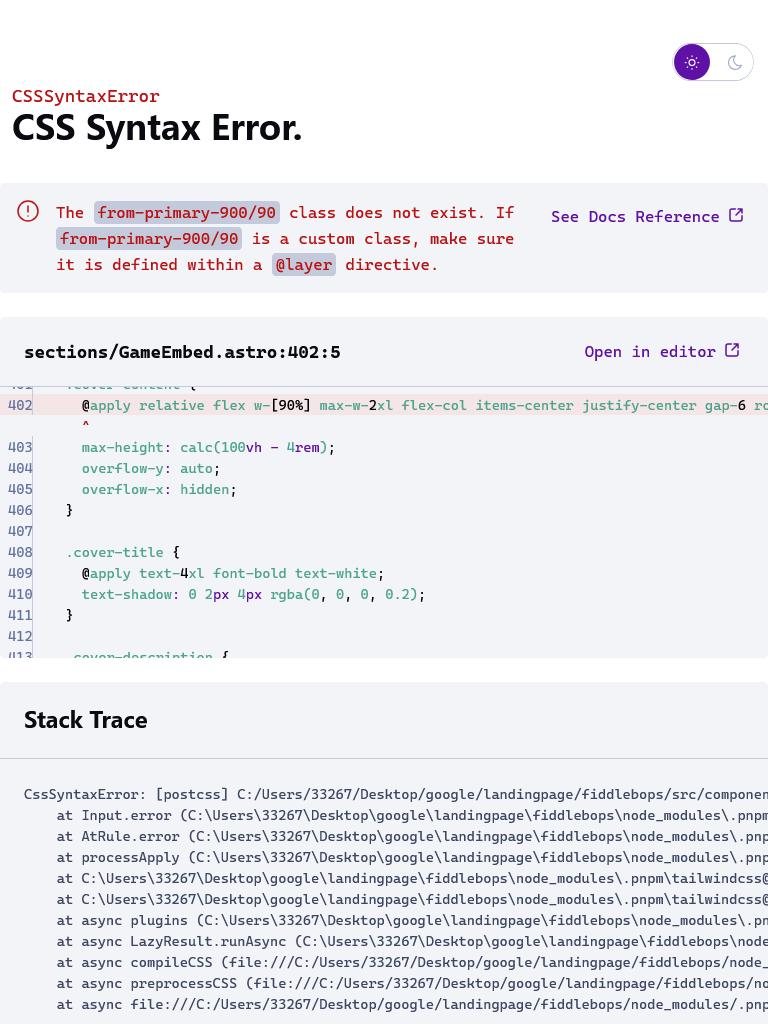 CSSSyntaxError
CSS Syntax Error.
The from-primary-900/90 class does not exist. If
from-primary-900/90 is a custom class, make sure
it is defined within a @layer directive.
See Docs Reference
sections/GameEmbed.astro:402:5
Open in editor
401 .cover-content {
402 @apply relative flex w-[90%] max-w-2xl flex-col items-center justify-center gap-6 ro
^
403 max-height: calc(100vh - 4rem);
404 overflow-y: auto;
405 overflow-x: hidden;
406 }
407
408 .cover-title {
409 @apply text-4xl font-bold text-white;
410 text-shadow: 0 2px 4px rgba(0, 0, 0, 0.2);
411 }
412
413 .cover-description {
Stack Trace
CssSyntaxError: [postcss] C:/Users/33267/Desktop/google/landingpage/fiddlebops/src/componen
at Input.error (C:\Users\33267\Desktop\google\landingpage\fiddlebops\node_modules\.pnpm
at AtRule.error (C:\Users\33267\Desktop\google\landingpage\fiddlebops\node_modules\.pnp
at processApply (C:\Users\33267\Desktop\google\landingpage\fiddlebops\node_modules\.pnp
at C:\Users\33267\Desktop\google\landingpage\fiddlebops\node_modules\.pnpm\tailwindcss@
at C:\Users\33267\Desktop\google\landingpage\fiddlebops\node_modules\.pnpm\tailwindcss@
at async plugins (C:\Users\33267\Desktop\google\landingpage\fiddlebops\node_modules\.pn
at async LazyResult.runAsync (C:\Users\33267\Desktop\google\landingpage\fiddlebops\node
at async compileCSS (file:///C:/Users/33267/Desktop/google/landingpage/fiddlebops/node_
at async preprocessCSS (file:///C:/Users/33267/Desktop/google/landingpage/fiddlebops/no
at async file:///C:/Users/33267/Desktop/google/landingpage/fiddlebops/node_modules/.pnp